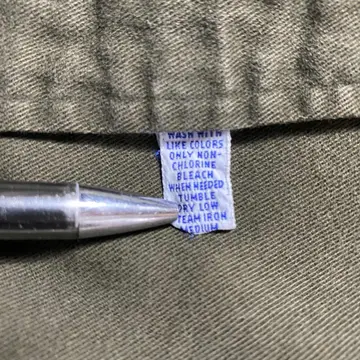 WASH WITH
LIKE COLORS
ONLY NON-
CHLORINE
BLEACH
WHEN NEEDED
TUMBLE
DRY LOW
STEAM IRON
MEDIUM